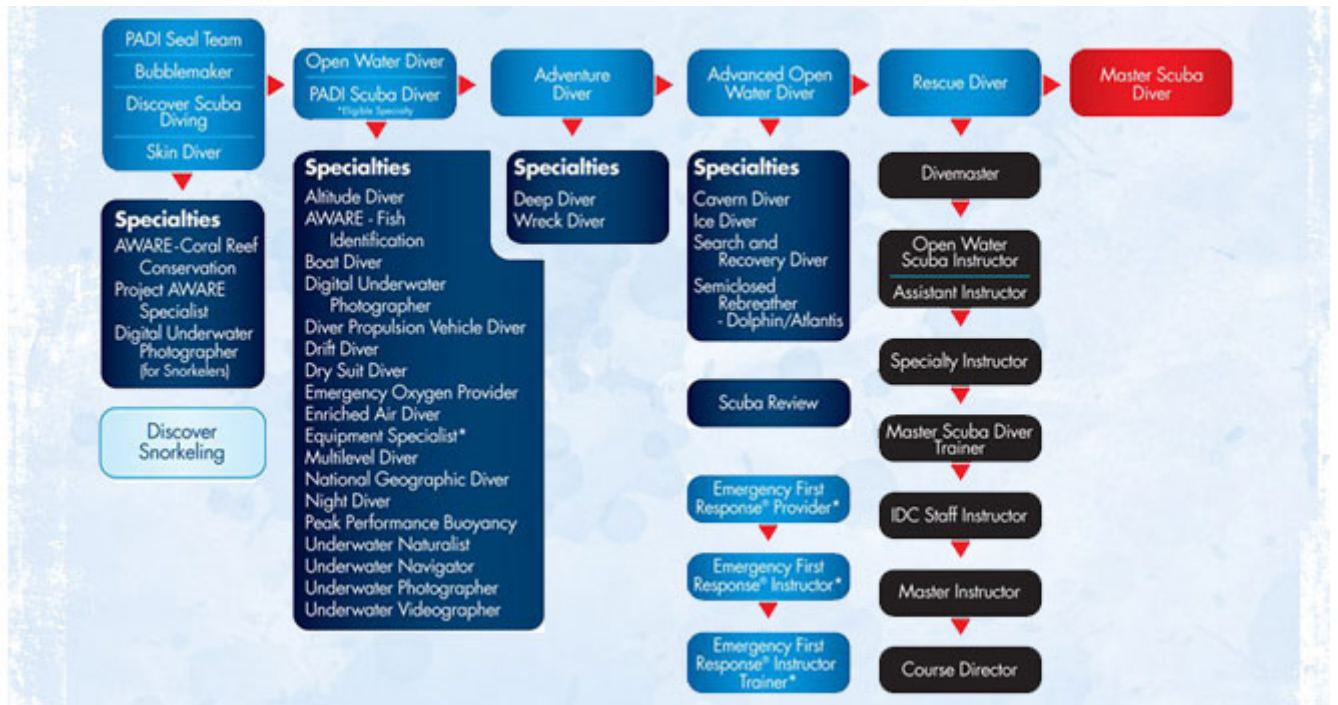 PADI Seal Team
Bubblemaker
Discover Scuba
Diving
Skin Diver
Specialties
AWARE-Coral Reef
Conservation
Project AWARE
Specialist
Digital Underwater
Photographer
(for Snorkelers)
Discover
Snorkeling
Open Water Diver
PADI Scuba Diver
*Eligible Specialty
Specialties
Altitude Diver
AWARE - Fish
Identification
Boat Diver
Digital Underwater
Photographer
Diver Propulsion Vehicle Diver
Drift Diver
Dry Suit Diver
Emergency Oxygen Provider
Enriched Air Diver
Equipment Specialist*
Multilevel Diver
National Geographic Diver
Night Diver
Peak Performance Buoyancy
Underwater Naturalist
Underwater Navigator
Underwater Photographer
Underwater Videographer
Adventure
Diver
Specialties
Deep Diver
Wreck Diver
Advanced Open
Water Diver
Specialties
Cavern Diver
Ice Diver
Search and
Recovery Diver
Semiclosed
Rebreather
- Dolphin/Atlantis
Scuba Review
Emergency First
Response® Provider*
Emergency First
Response® Instructor*
Emergency First
Response® Instructor
Trainer*
Rescue Diver
Divemaster
Open Water
Scuba Instructor
Assistant Instructor
Specialty Instructor
Master Scuba Diver
Trainer
IDC Staff Instructor
Master Instructor
Course Director
Master Scuba
Diver